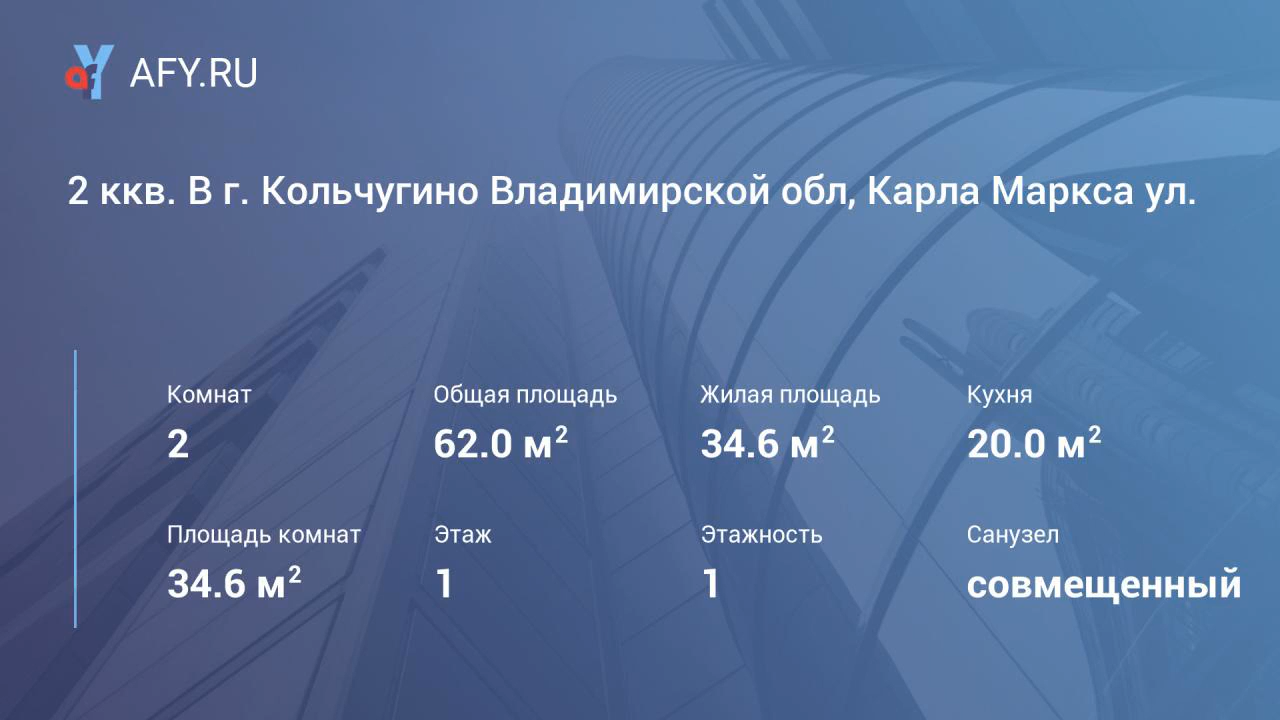 afy AFY.RU
2 ккв. В г. Кольчугино Владимирской обл, Карла Маркса ул.
Комнат Общая площадь Жилая площадь Кухня
2 62.0 м² 34.6 м² 20.0 м²
Площадь комнат Этаж Этажность Санузел
34.6 м² 1 1 совмещенный